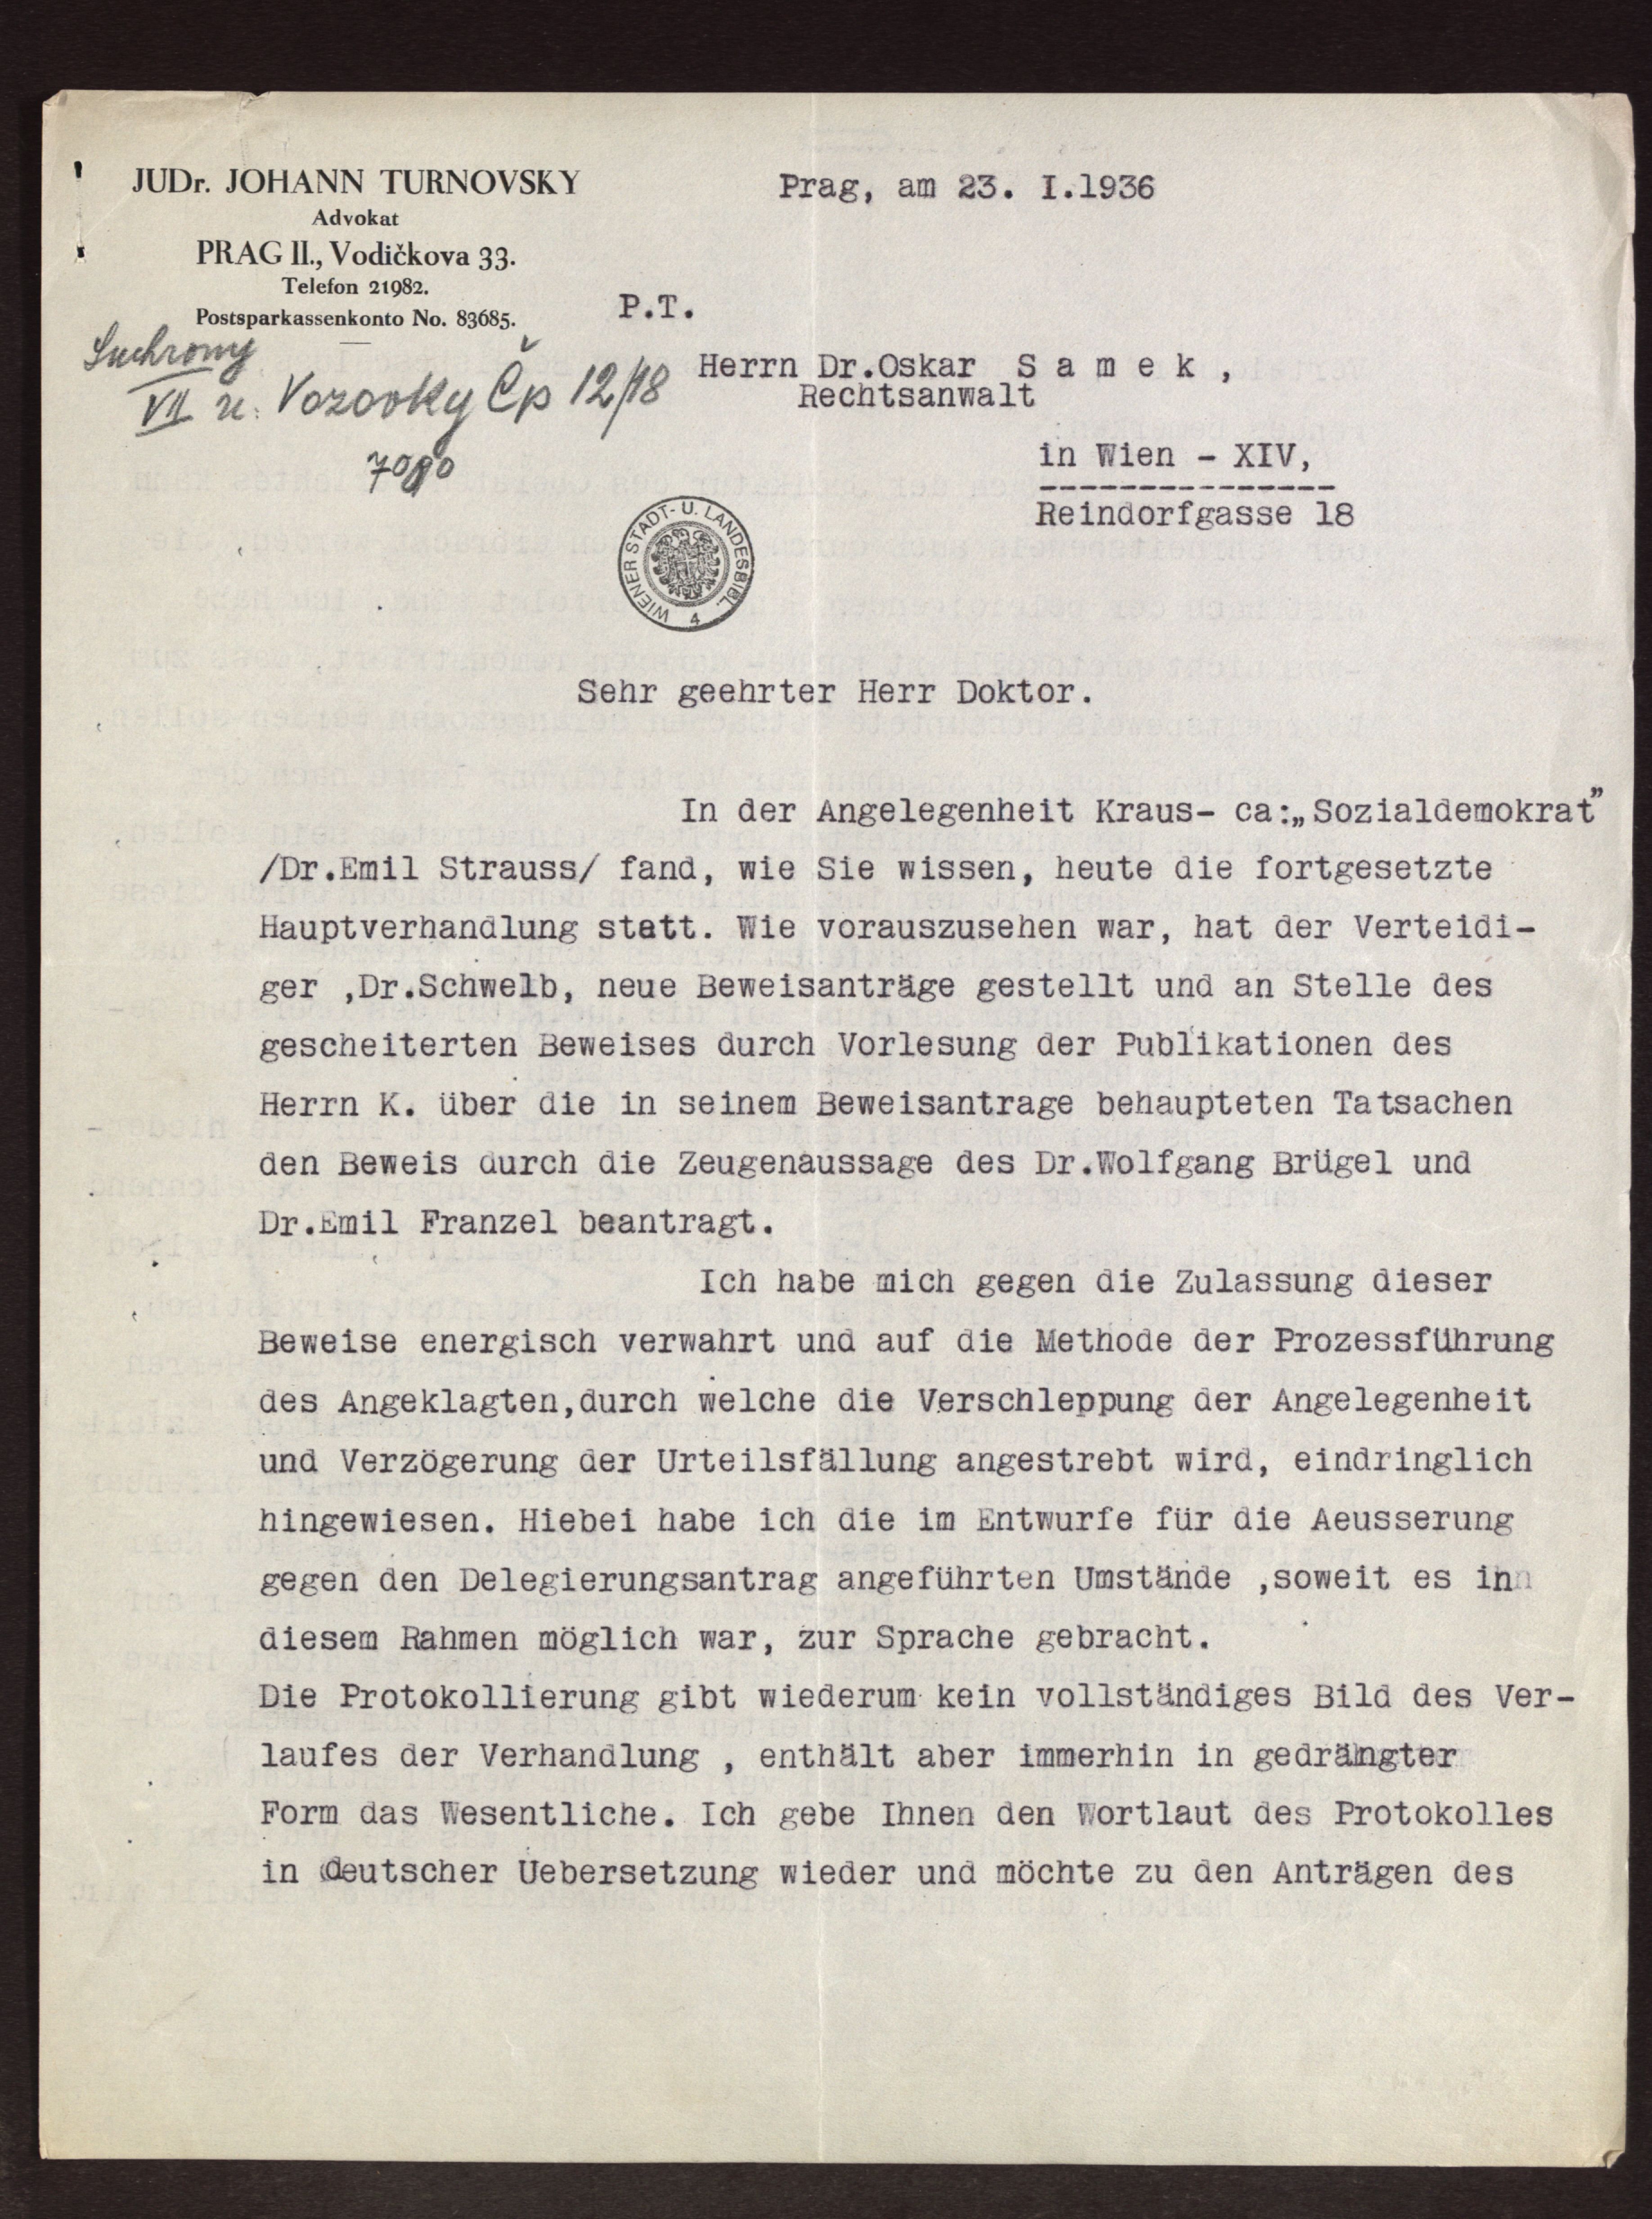 JUDr. JOHANN TURNOVSKY
Advokat
PRAG II., Vodičkova 33.
Telefon 21982.
Postsparkassenkonto No. 83685.
Prag, am 23. I.1936
P.T.
VII u. Vozovky Čp 12/18
Herrn Dr.Oskar S a m e k ,
Rechtsanwalt
in Wien - XIV,
Reindorfgasse 18
WIENER STADT- U. LANDESBIBL. 4
Sehr geehrter Herr Doktor.
In der Angelegenheit Kraus- ca:„Sozialdemokrat”
/Dr.Emil Strauss/ fand, wie Sie wissen, heute die fortgesetzte
Hauptverhandlung statt. Wie vorauszusehen war, hat der Verteidi-
ger ,Dr.Schwelb, neue Beweisanträge gestellt und an Stelle des
gescheiterten Beweises durch Vorlesung der Publikationen des
Herrn K. über die in seinem Beweisantrage behaupteten Tatsachen
den Beweis durch die Zeugenaussage des Dr.Wolfgang Brügel und
Dr.Emil Franzel beantragt.
Ich habe mich gegen die Zulassung dieser
Beweise energisch verwahrt und auf die Methode der Prozessführung
des Angeklagten,durch welche die Verschleppung der Angelegenheit
und Verzögerung der Urteilsfällung angestrebt wird, eindringlich
hingewiesen. Hiebei habe ich die im Entwurfe für die Aeusserung
gegen den Delegierungsantrag angeführten Umstände ,soweit es in
diesem Rahmen möglich war, zur Sprache gebracht.
Die Protokollierung gibt wiederum kein vollständiges Bild des Ver-
laufes der Verhandlung , enthält aber immerhin in gedrängter
Form das Wesentliche. Ich gebe Ihnen den Wortlaut des Protokolles
in deutscher Uebersetzung wieder und möchte zu den Anträgen des